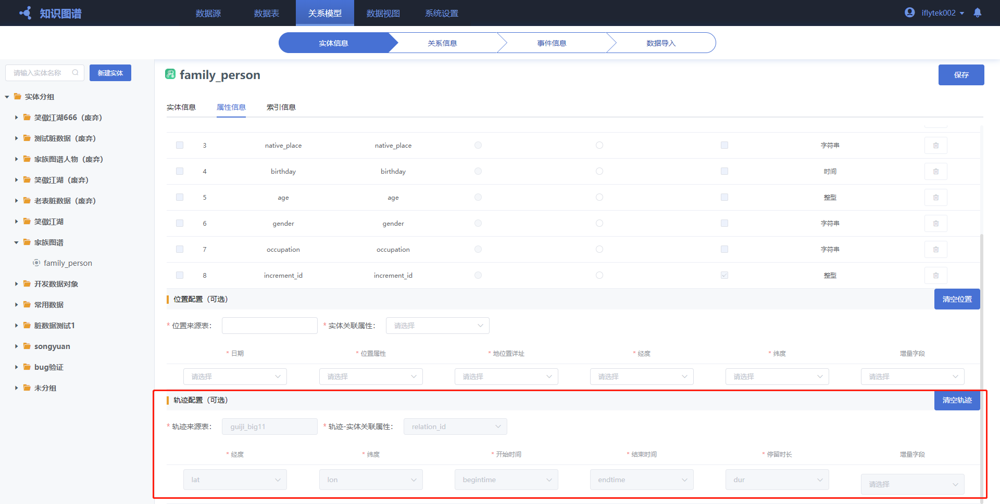 知识图谱
数据源 数据表 关系模型 数据视图 系统设置
iflytek002
实体信息 关系信息 事件信息 数据导入
请输入实体名称 新建实体
实体分组
笑傲江湖666（废弃）
测试脏数据（废弃）
家族图谱人物（废弃）
笑傲江湖（废弃）
老表脏数据（废弃）
笑傲江湖
家族图谱
family_person
开发数据对象
常用数据
脏数据测试1
songyuan
bug验证
未分组
family_person
保存
实体信息 属性信息 索引信息
3 native_place native_place 字符串
4 birthday birthday 时间
5 age age 整型
6 gender gender 字符串
7 occupation occupation 字符串
8 increment_id increment_id 整型
位置配置（可选） 清空位置
* 位置来源表： * 实体关联属性： 请选择
* 日期 * 位置属性 * 地位置详址 * 经度 * 纬度 增量字段
请选择 请选择 请选择 请选择 请选择 请选择
轨迹配置（可选） 清空轨迹
* 轨迹来源表： guiji_big11 * 轨迹-实体关联属性： relation_id
* 经度 * 纬度 * 开始时间 * 结束时间 * 停留时长 增量字段
lat lon begintime endtime dur 请选择